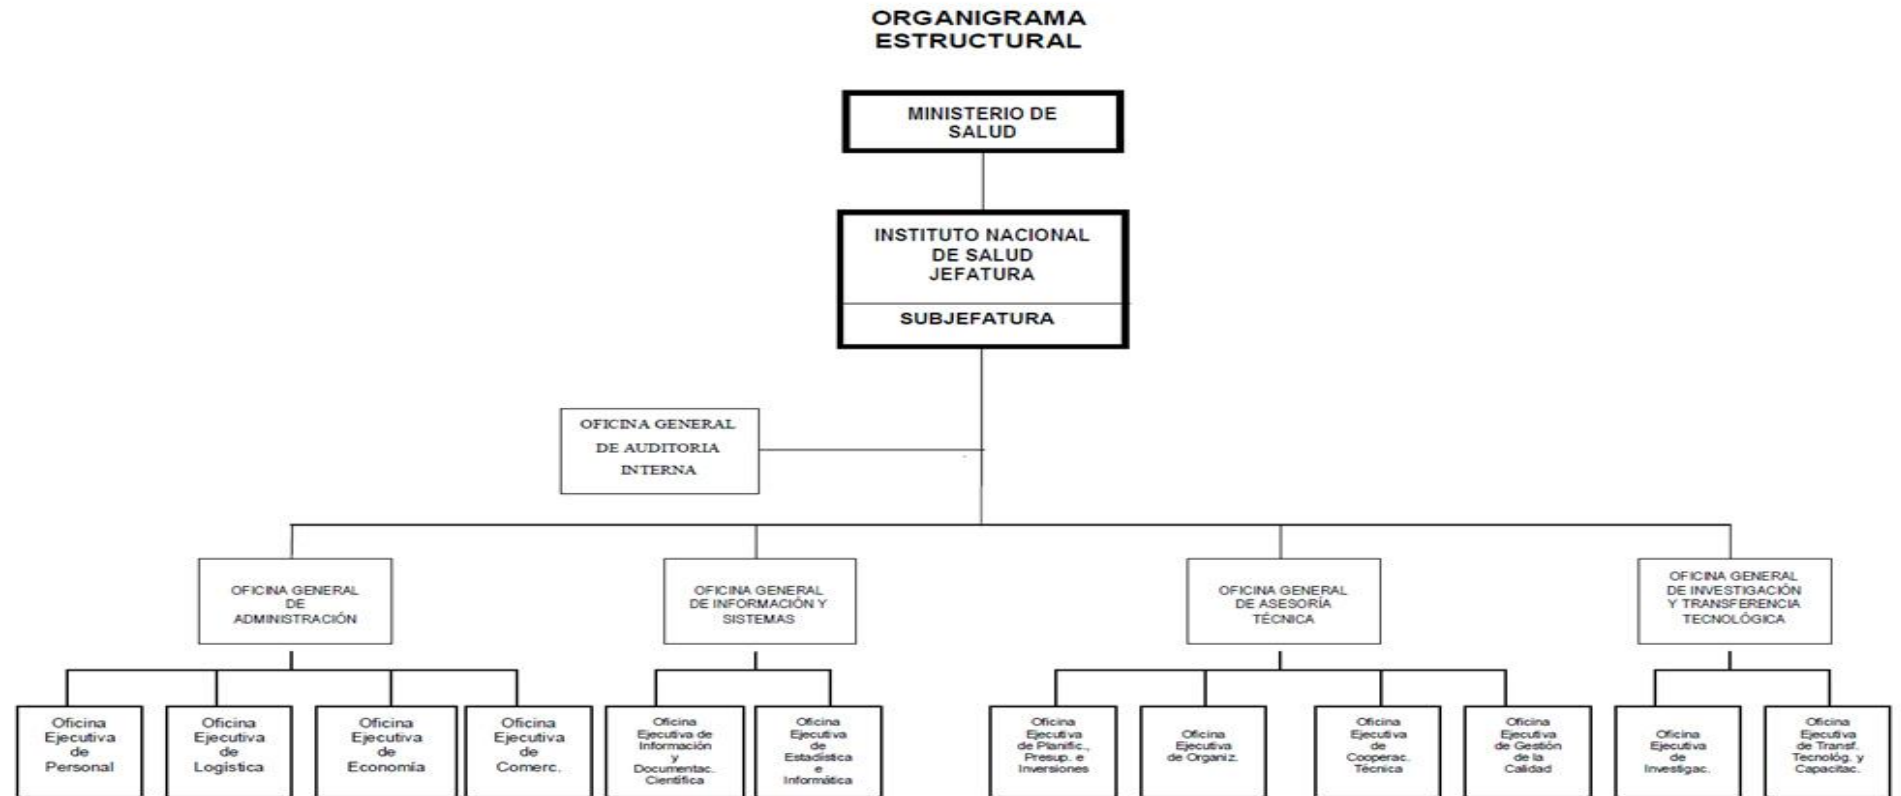 ORGANIGRAMA
ESTRUCTURAL
MINISTERIO DE
SALUD
INSTITUTO NACIONAL
DE SALUD
JEFATURA
SUBJEFATURA
OFICINA GENERAL
DE AUDITORIA
INTERNA
OFICINA GENERAL
DE
ADMINISTRACIÓN
OFICINA GENERAL
DE INFORMACIÓN Y
SISTEMAS
OFICINA GENERAL
DE ASESORÍA
TÉCNICA
OFICINA GENERAL
DE INVESTIGACIÓN
Y TRANSFERENCIA
TECNOLÓGICA
Oficina
Ejecutiva
de
Personal
Oficina
Ejecutiva
de
Logística
Oficina
Ejecutiva
de
Economía
Oficina
Ejecutiva
de
Comerc.
Oficina
Ejecutiva de
Información
y
Documentac.
Científica
Oficina
Ejecutiva
de
Estadística
e
Informática
Oficina
Ejecutiva
de Planific.,
Presup. e
Inversiones
Oficina
Ejecutiva
de Organiz.
Oficina
Ejecutiva
de
Cooperac.
Técnica
Oficina
Ejecutiva
de Gestión
de la
Calidad
Oficina
Ejecutiva
de
Investigac.
Oficina
Ejecutiva
de Transf.
Tecnológ. y
Capacitac.